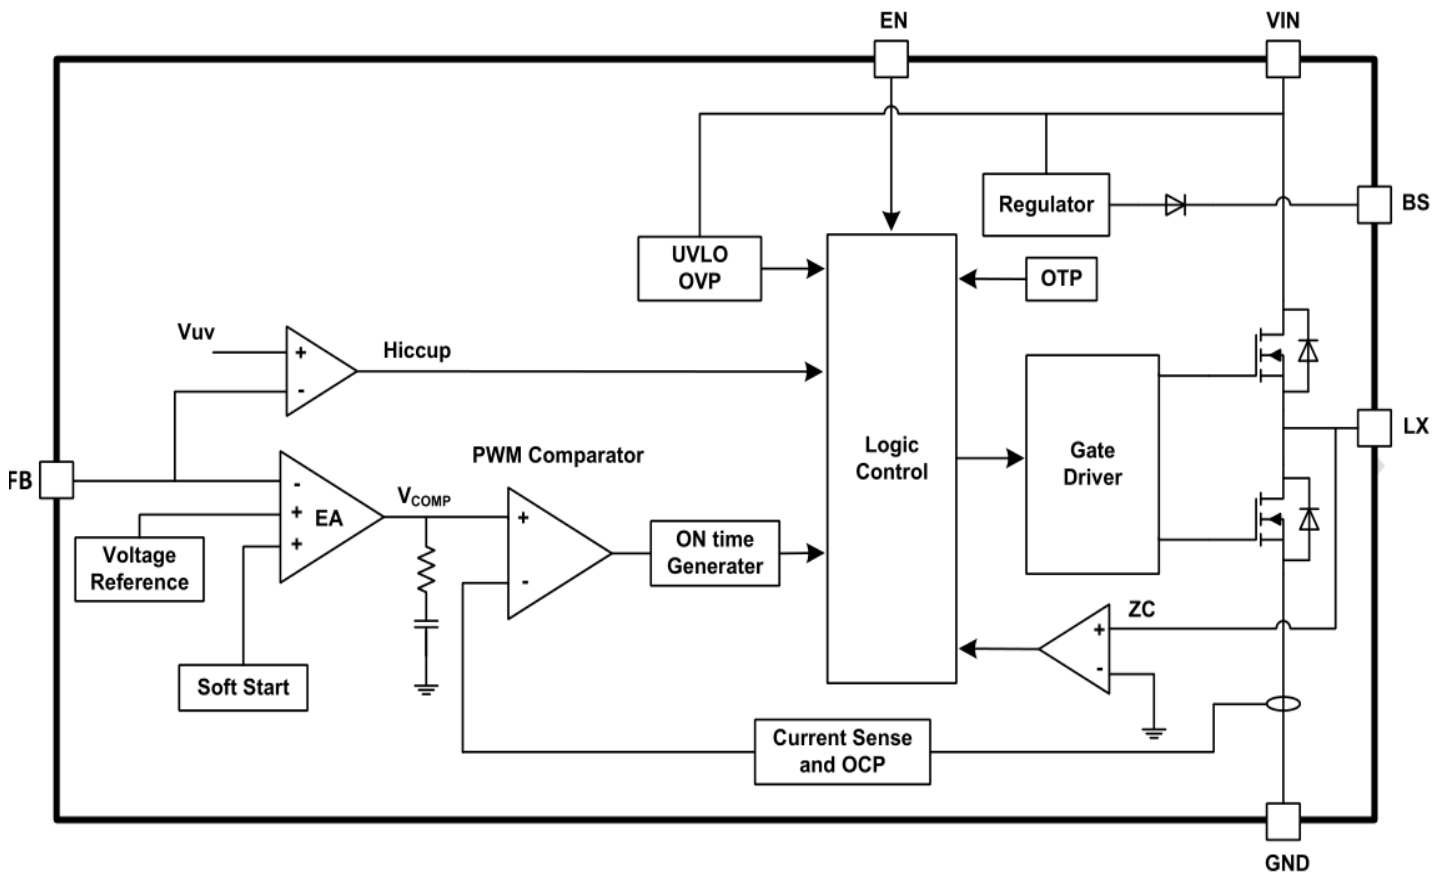 EN
VIN
BS
Regulator
UVLO
OVP
OTP
Vuv
+
-
Hiccup
LX
Logic
Control
Gate
Driver
PWM Comparator
FB
-
+
+
EA
VCOMP
+
-
ON time
Generater
Voltage
Reference
ZC
+
-
Soft Start
Current Sense
and OCP
GND